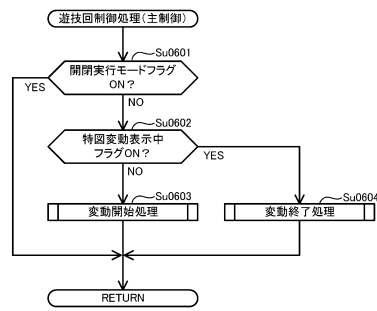 遊技回制御処理(主制御)
Su0601
開閉実行モードフラグ
ON?
YES
NO
Su0602
特図変動表示中
フラグON?
YES
NO
Su0603
変動開始処理
Su0604
変動終了処理
RETURN